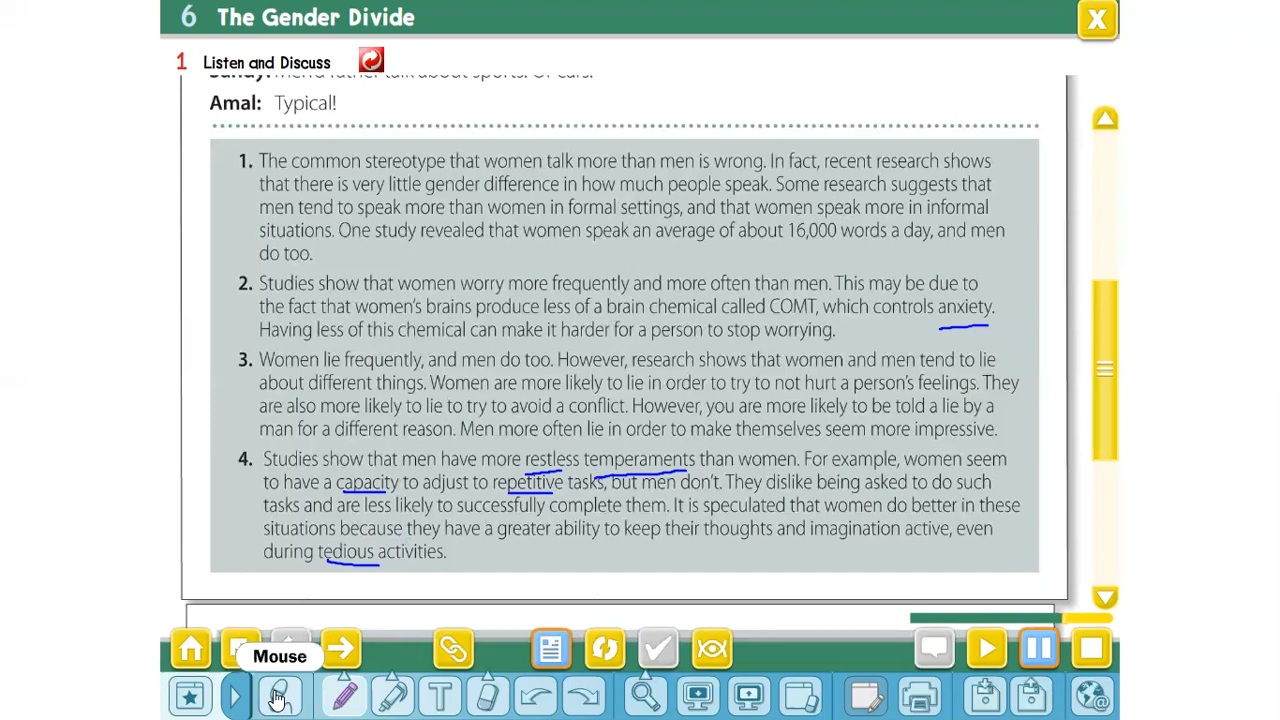 6 The Gender Divide
X
1 Listen and Discuss
Amal: Typical!
1. The common stereotype that women talk more than men is wrong. In fact, recent research shows
that there is very little gender difference in how much people speak. Some research suggests that
men tend to speak more than women in formal settings, and that women speak more in informal
situations. One study revealed that women speak an average of about 16,000 words a day, and men
do too.
2. Studies show that women worry more frequently and more often than men. This may be due to
the fact that women's brains produce less of a brain chemical called COMT, which controls anxiety.
Having less of this chemical can make it harder for a person to stop worrying.
3. Women lie frequently, and men do too. However, research shows that women and men tend to lie
about different things. Women are more likely to lie in order to try to not hurt a person's feelings. They
are also more likely to lie to try to avoid a conflict. However, you are more likely to be told a lie by a
man for a different reason. Men more often lie in order to make themselves seem more impressive.
4. Studies show that men have more restless temperaments than women. For example, women seem
to have a capacity to adjust to repetitive tasks, but men don't. They dislike being asked to do such
tasks and are less likely to successfully complete them. It is speculated that women do better in these
situations because they have a greater ability to keep their thoughts and imagination active, even
during tedious activities.
Mouse
T